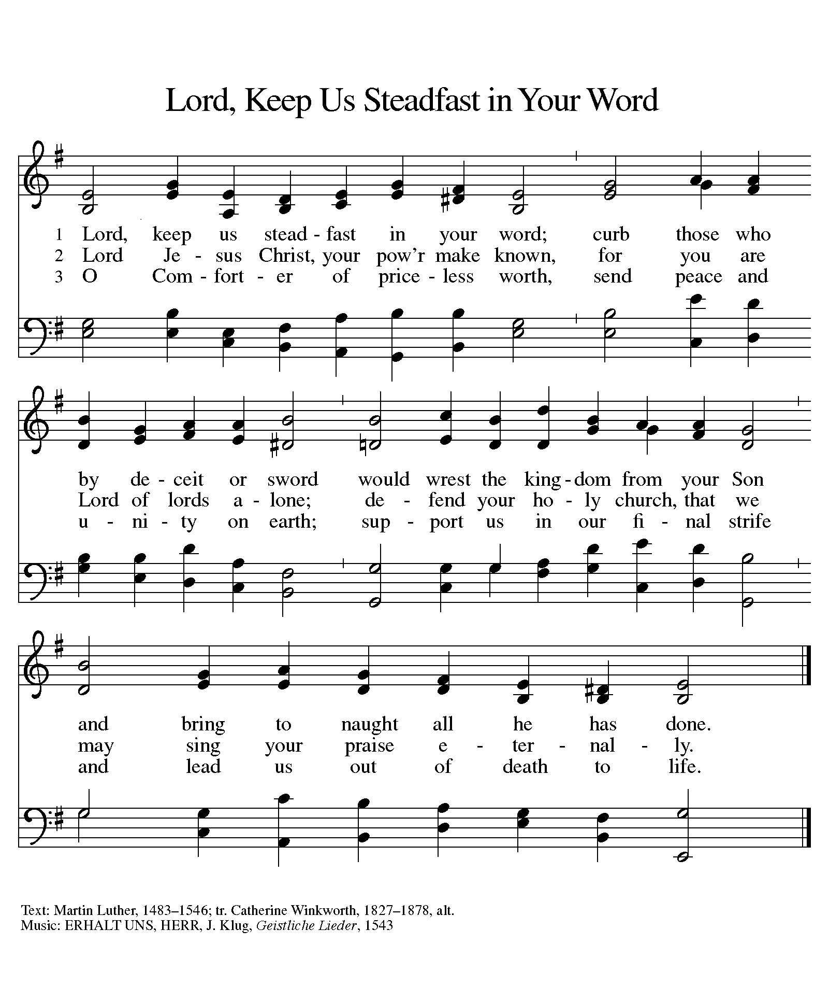 Lord, Keep Us Steadfast in Your Word
1 Lord, keep us stead - fast in your word; curb those who
2 Lord Je - sus Christ, your pow'r make known, for you are
3 O Com - fort - er of price - less worth, send peace and
by de - ceit or sword would wrest the king - dom from your Son
Lord of lords a - lone; de - fend your ho - ly church, that we
u - ni - ty on earth; sup - port us in our fi - nal strife
and bring to naught all he has done.
may sing your praise e - ter - nal - ly.
and lead us out of death to life.
Text: Martin Luther, 1483–1546; tr. Catherine Winkworth, 1827–1878, alt.
Music: ERHALT UNS, HERR, J. Klug, Geistliche Lieder, 1543